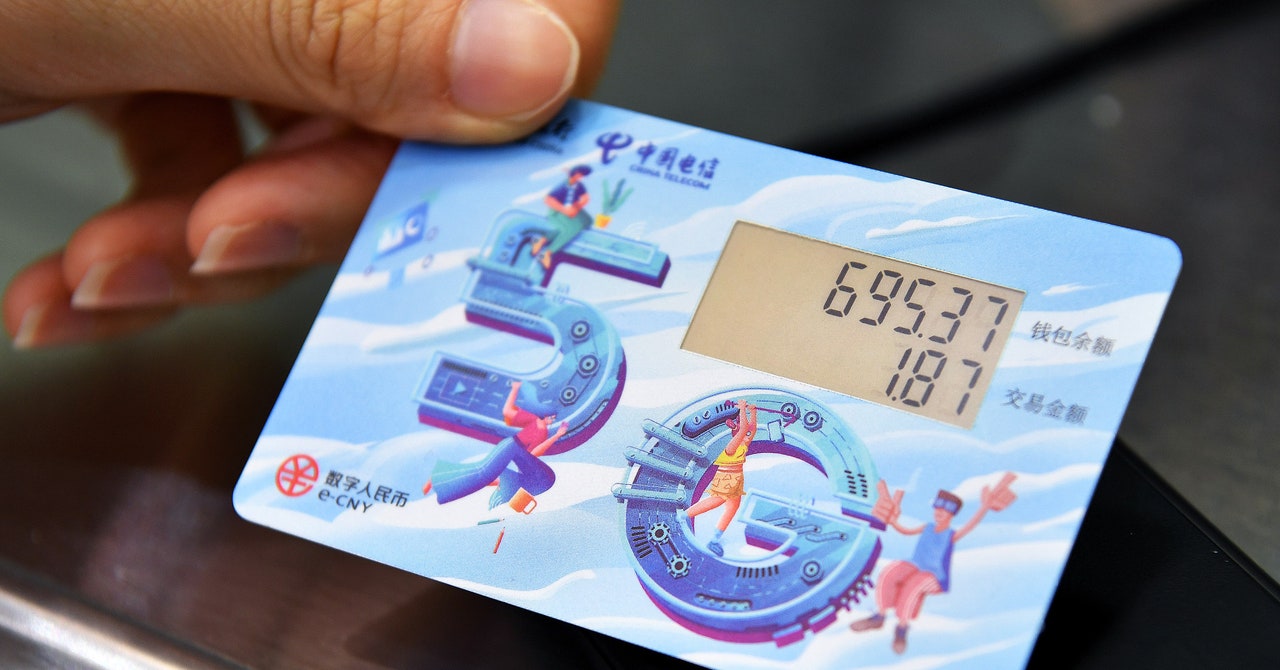 中国电信
CHINA TELECOM
695.37
钱包余额
1.87
交易金额
5G
数字人民币
e-CNY